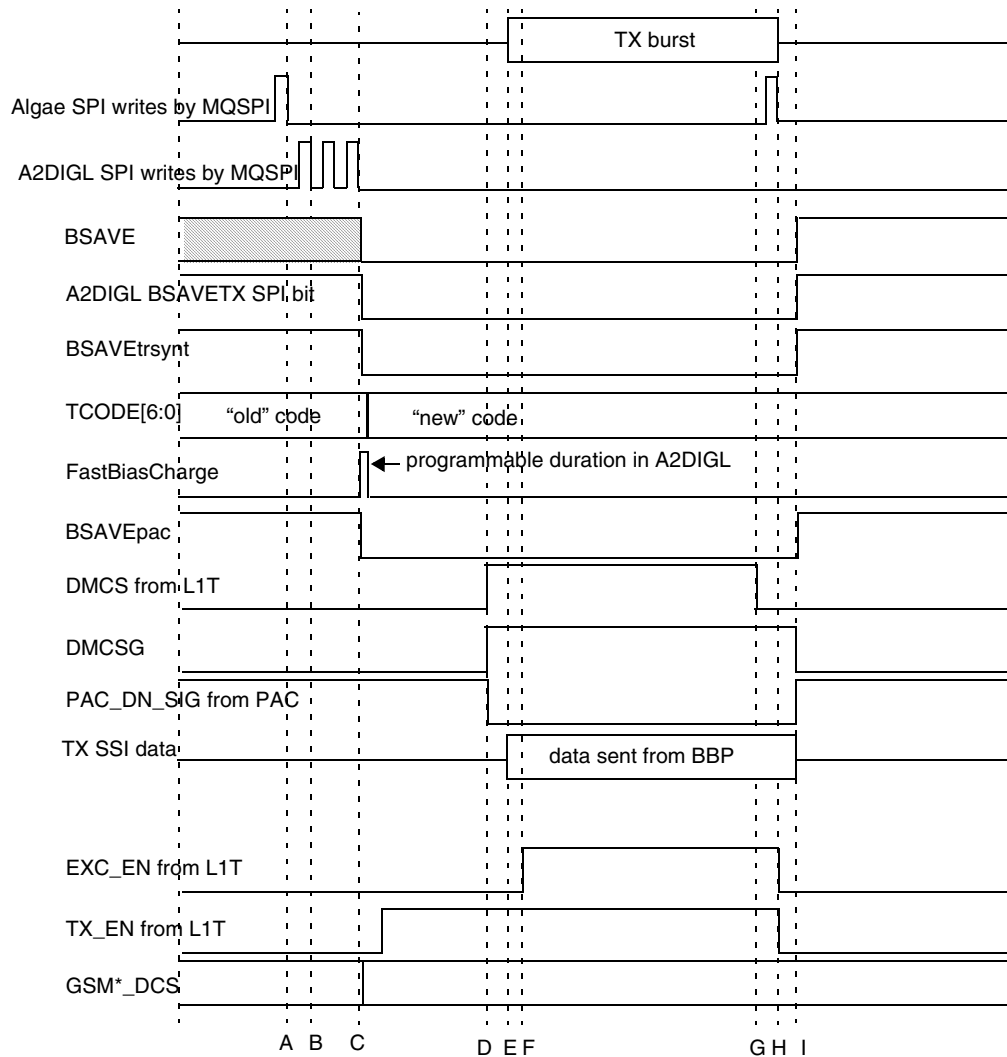 TX burst
Algae SPI writes by MQSPI
A2DIGL SPI writes by MQSPI
BSAVE
A2DIGL BSAVETX SPI bit
BSAVEtrsynt
TCODE[6:0] “old” code “new” code
FastBiasCharge programmable duration in A2DIGL
BSAVEpac
DMCS from L1T
DMCSG
PAC_DN_SIG from PAC
TX SSI data data sent from BBP
EXC_EN from L1T
TX_EN from L1T
GSM*_DCS
A B C D E F G H I